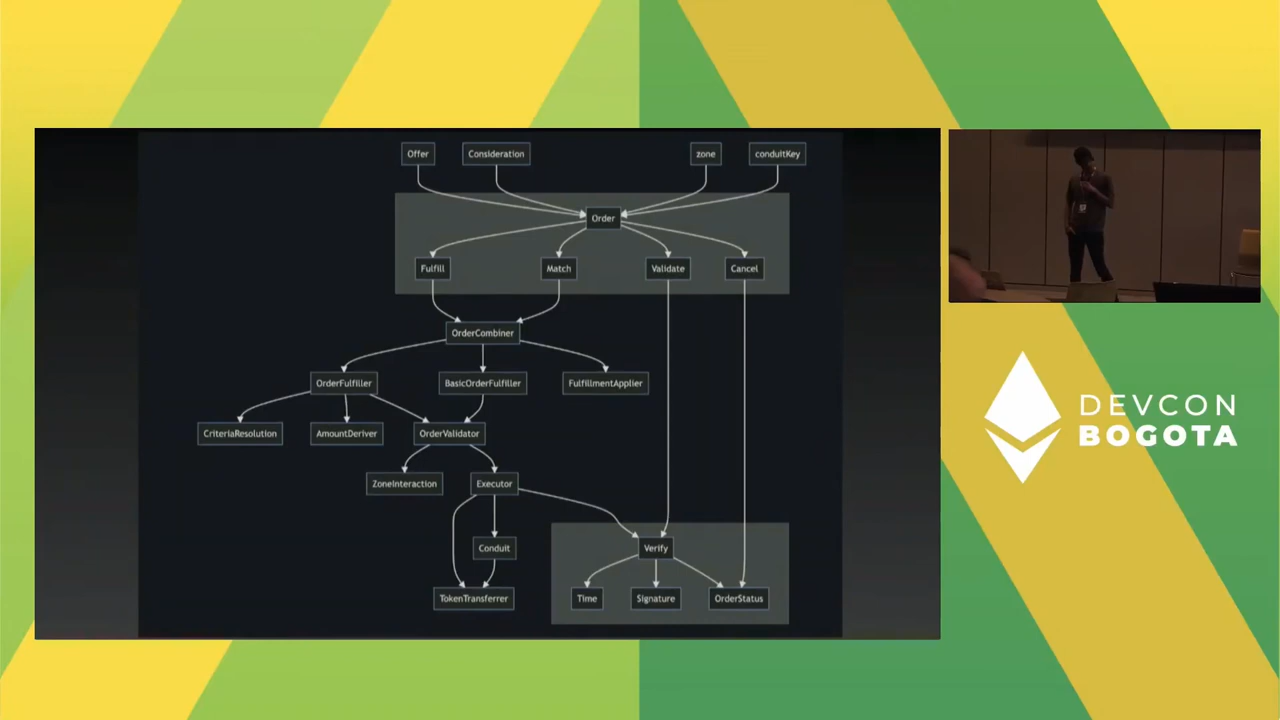 Offer
Consideration
zone
conduitKey
Order
Fulfill
Match
Validate
Cancel
OrderCombiner
OrderFulfiller
BasicOrderFulfiller
FulfillmentApplier
CriteriaResolution
AmountDeriver
OrderValidator
ZoneInteraction
Executor
Conduit
Verify
TokenTransferrer
Time
Signature
OrderStatus
DEVCON
BOGOTA